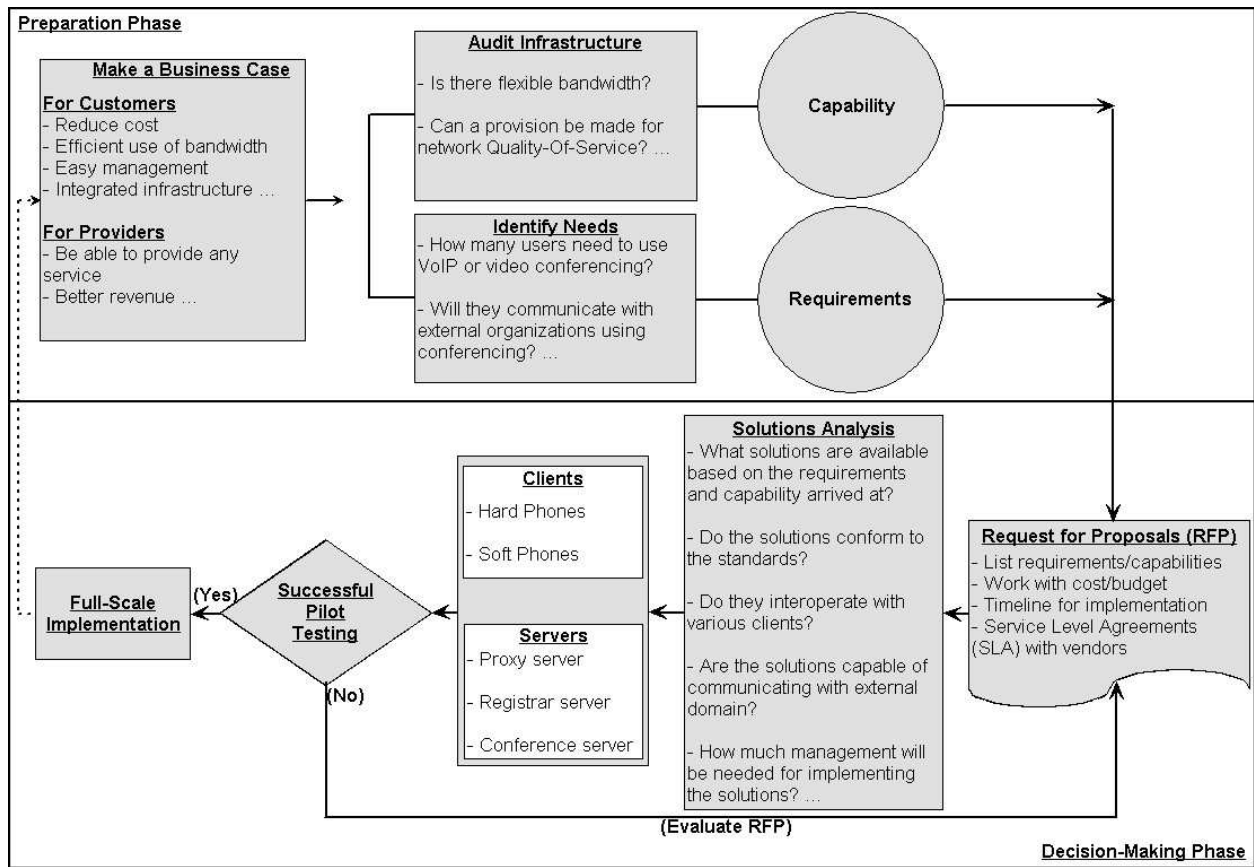 Preparation Phase
Make a Business Case
For Customers
- Reduce cost
- Efficient use of bandwidth
- Easy management
- Integrated infrastructure ...
For Providers
- Be able to provide any
service
- Better revenue ...
Audit Infrastructure
- Is there flexible bandwidth?
- Can a provision be made for
network Quality-Of-Service? ...
Capability
Identify Needs
- How many users need to use
VoIP or video conferencing?
- Will they communicate with
external organizations using
conferencing? ...
Requirements
Request for Proposals (RFP)
- List requirements/capabilities
- Work with cost/budget
- Timeline for implementation
- Service Level Agreements
(SLA) with vendors
Solutions Analysis
- What solutions are available
based on the requirements
and capability arrived at?
- Do the solutions conform to
the standards?
- Do they interoperate with
various clients?
- Are the solutions capable of
communicating with external
domain?
- How much management will
be needed for implementing
the solutions? ...
Clients
- Hard Phones
- Soft Phones
Servers
- Proxy server
- Registrar server
- Conference server
Successful
Pilot
Testing
(Yes)
(No)
Full-Scale
Implementation
(Evaluate RFP)
Decision-Making Phase